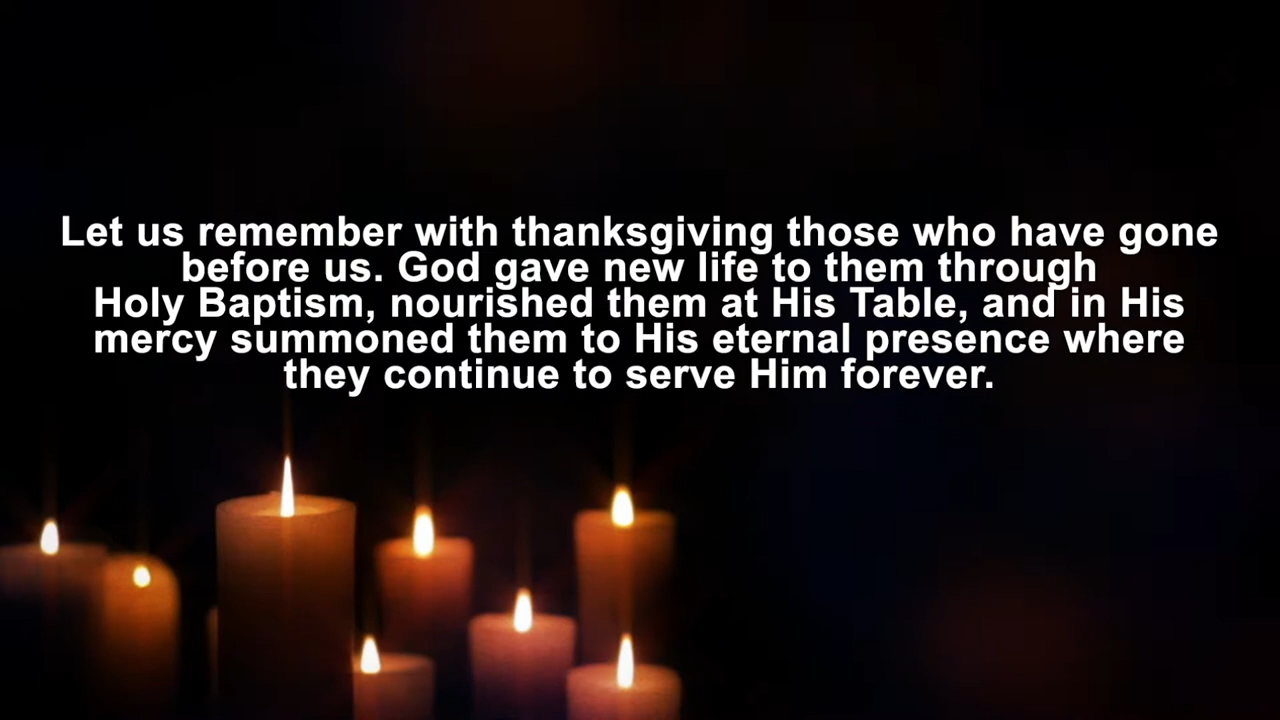 Let us remember with thanksgiving those who have gone
before us. God gave new life to them through
Holy Baptism, nourished them at His Table, and in His
mercy summoned them to His eternal presence where
they continue to serve Him forever.